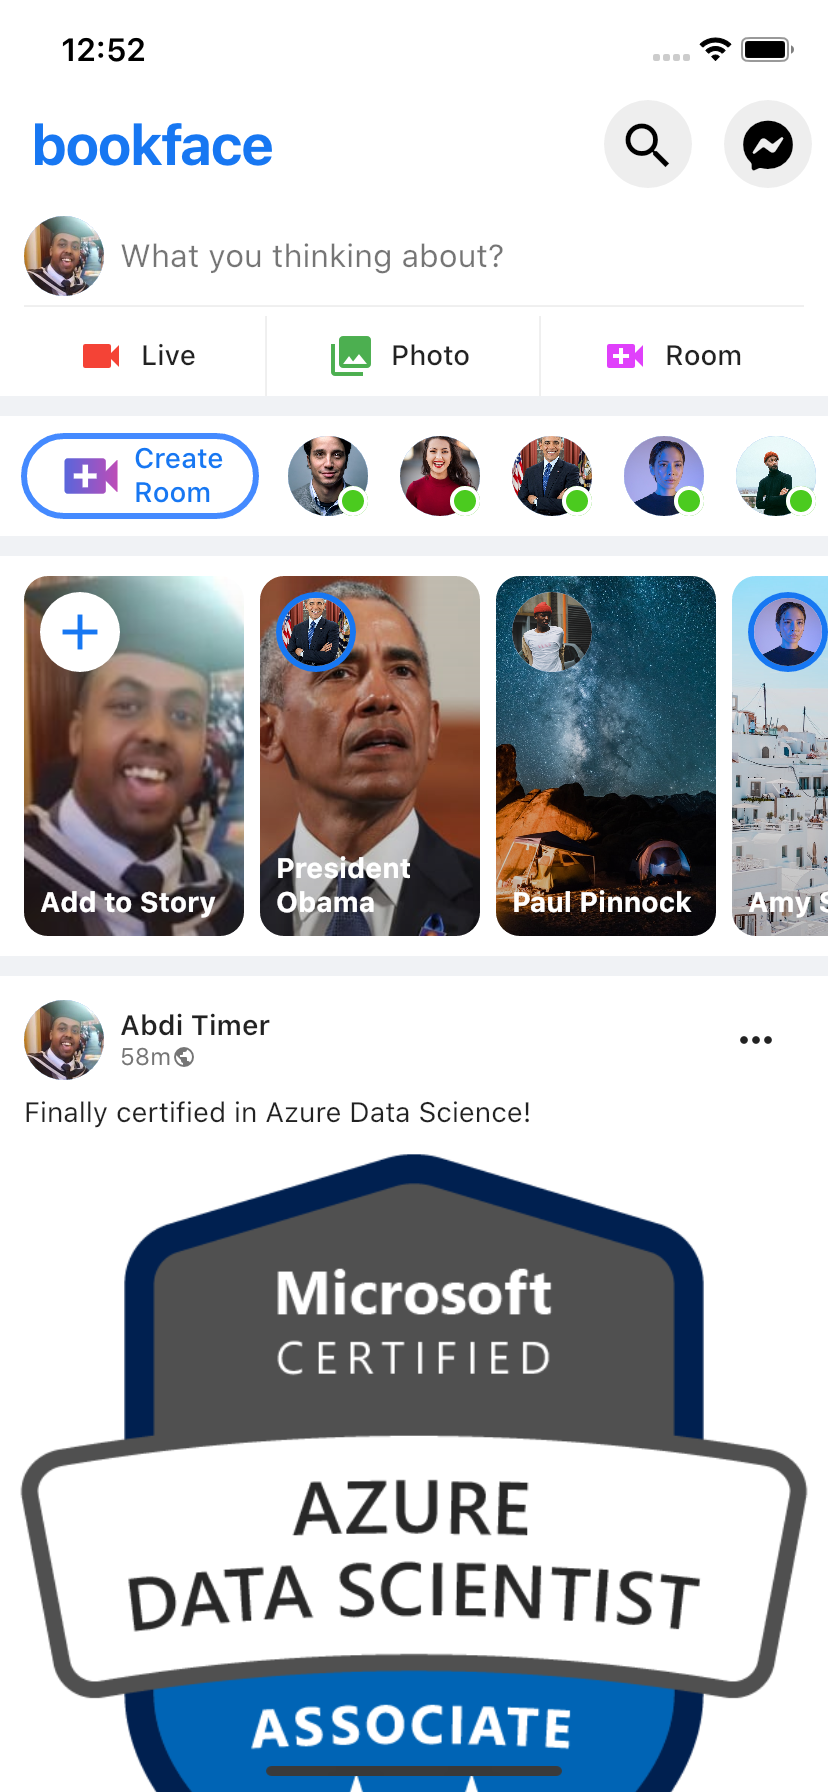 12:52
bookface
What you thinking about?
Live
Photo
Room
Create
Room
Add to Story
President
Obama
Paul Pinnock
Amy S
Abdi Timer
58m
Finally certified in Azure Data Science!
Microsoft
CERTIFIED
AZURE
DATA SCIENTIST
ASSOCIATE